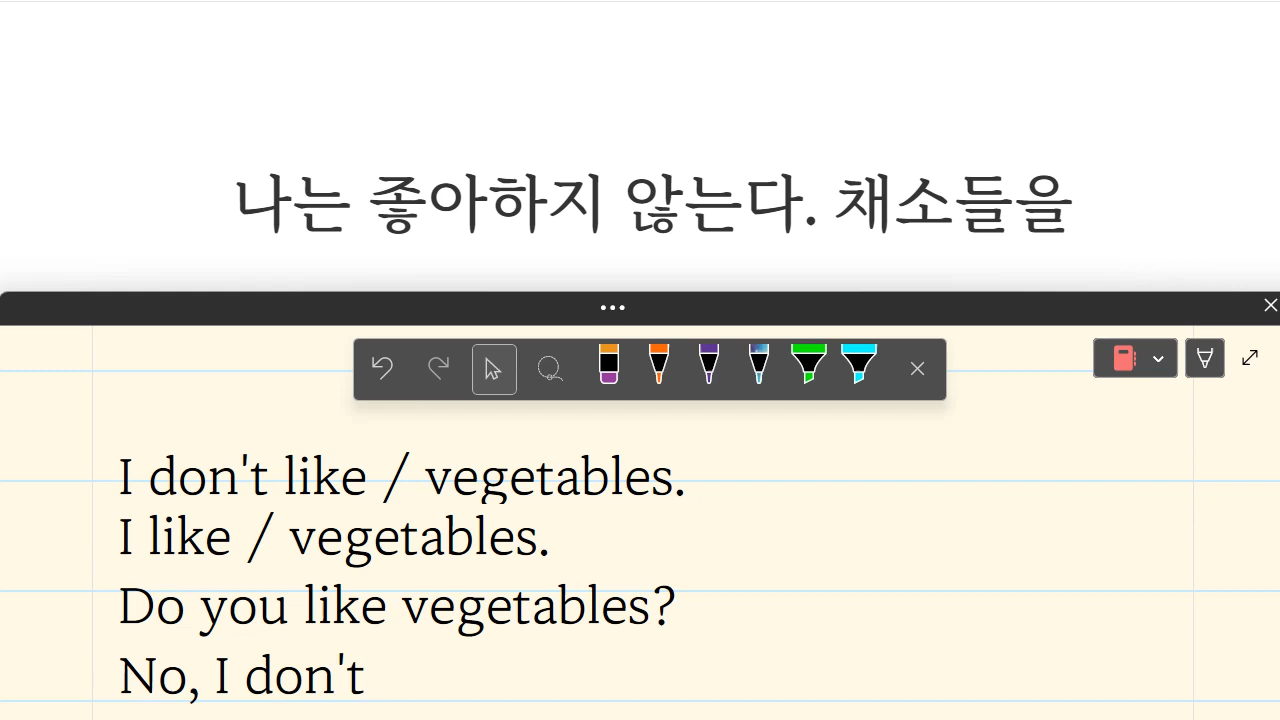 나는 좋아하지 않는다. 채소들을
I don't like / vegetables.
I like / vegetables.
Do you like vegetables?
No, I don't